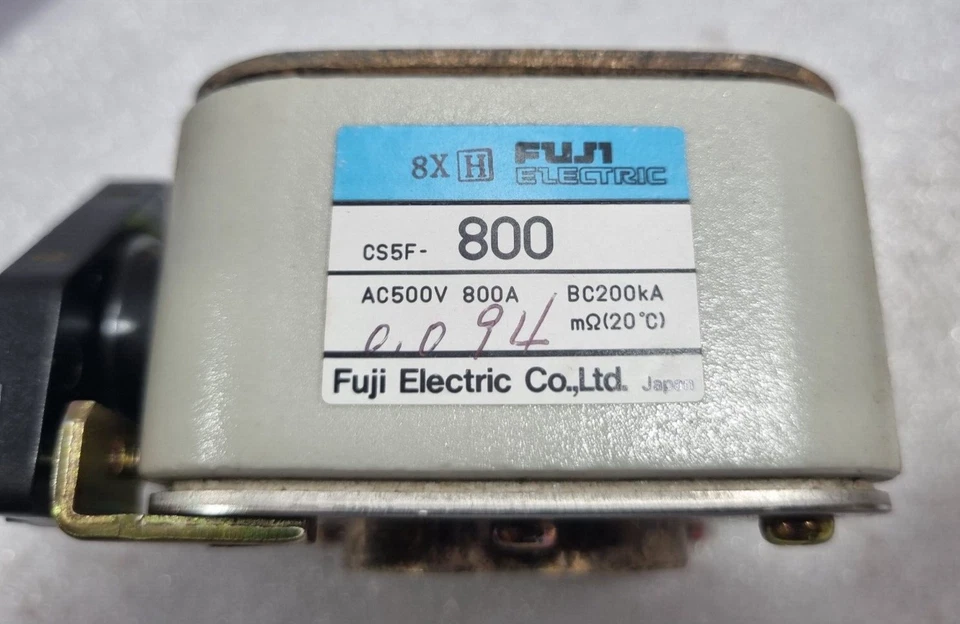 8X H FUJI ELECTRIC
CS5F- 800
AC500V 800A BC200kA
0.094 mΩ(20°C)
Fuji Electric Co.,Ltd. Japan